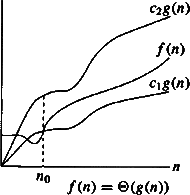 c₂g(n)
f(n)
c₁g(n)
n
n₀
f(n) = Θ(g(n))